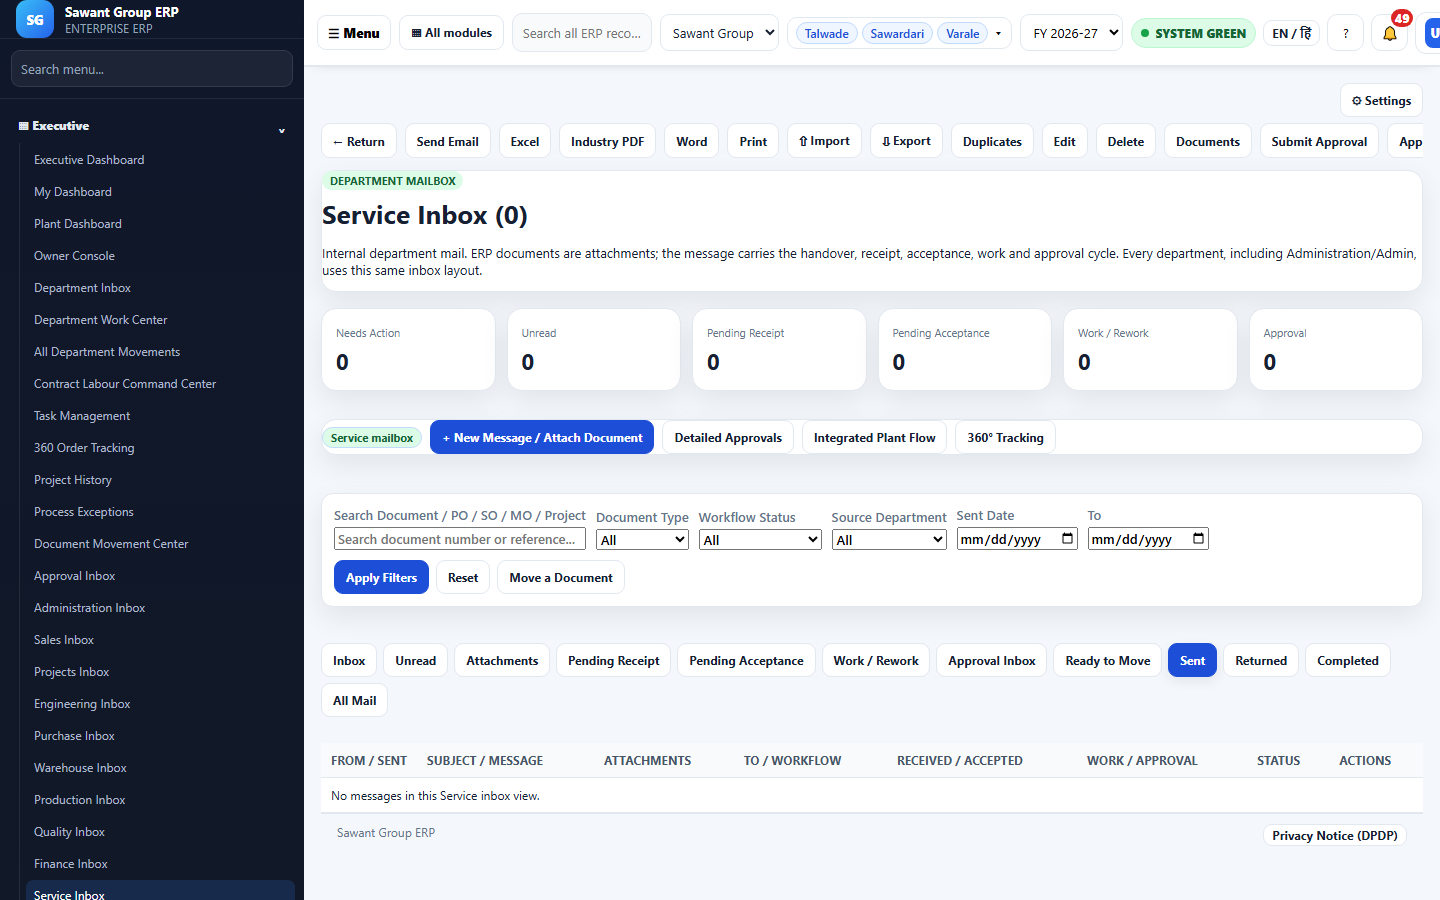 SG
Sawant Group ERP
ENTERPRISE ERP
Search menu...
Executive
Executive Dashboard
My Dashboard
Plant Dashboard
Owner Console
Department Inbox
Department Work Center
All Department Movements
Contract Labour Command Center
Task Management
360 Order Tracking
Project History
Process Exceptions
Document Movement Center
Approval Inbox
Administration Inbox
Sales Inbox
Projects Inbox
Engineering Inbox
Purchase Inbox
Warehouse Inbox
Production Inbox
Quality Inbox
Finance Inbox
Service Inbox
☰ Menu
All modules
Search all ERP reco...
Sawant Group
Talwade Sawardari Varale
FY 2026-27
SYSTEM GREEN
EN / हिं
?
49
U
⚙ Settings
← Return
Send Email
Excel
Industry PDF
Word
Print
⇧ Import
⇩ Export
Duplicates
Edit
Delete
Documents
Submit Approval
App
DEPARTMENT MAILBOX
Service Inbox (0)
Internal department mail. ERP documents are attachments; the message carries the handover, receipt, acceptance, work and approval cycle. Every department, including Administration/Admin,
uses this same inbox layout.
Needs Action
0
Unread
0
Pending Receipt
0
Pending Acceptance
0
Work / Rework
0
Approval
0
Service mailbox
+ New Message / Attach Document
Detailed Approvals
Integrated Plant Flow
360° Tracking
Search Document / PO / SO / MO / Project
Search document number or reference...
Document Type
All
Workflow Status
All
Source Department
All
Sent Date
mm/dd/yyyy
To
mm/dd/yyyy
Apply Filters
Reset
Move a Document
Inbox
Unread
Attachments
Pending Receipt
Pending Acceptance
Work / Rework
Approval Inbox
Ready to Move
Sent
Returned
Completed
All Mail
FROM / SENT SUBJECT / MESSAGE ATTACHMENTS TO / WORKFLOW RECEIVED / ACCEPTED WORK / APPROVAL STATUS ACTIONS
No messages in this Service inbox view.
Sawant Group ERP
Privacy Notice (DPDP)